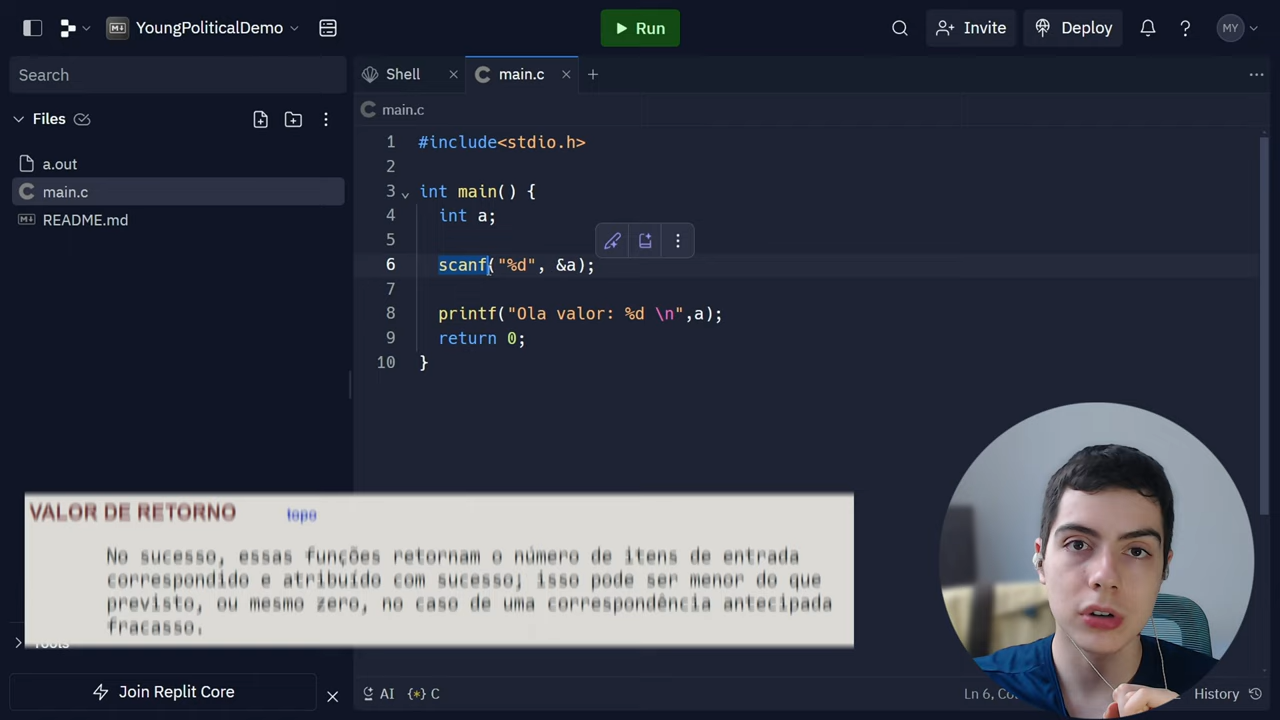 YoungPoliticalDemo
Run
Invite
Deploy
MY
Search
Shell
main.c
Files
main.c
a.out
main.c
README.md
1 #include<stdio.h>
2
3 int main() {
4 int a;
5
6 scanf("%d", &a);
7
8 printf("Ola valor: %d \n",a);
9 return 0;
10 }
VALOR DE RETORNO topo
No sucesso, essas funções retornam o número de itens de entrada
correspondido e atribuído com sucesso; isso pode ser menor do que
previsto, ou mesmo zero, no caso de uma correspondência antecipada
fracasso.
Tools
Join Replit Core
AI
C
Ln 6,
History